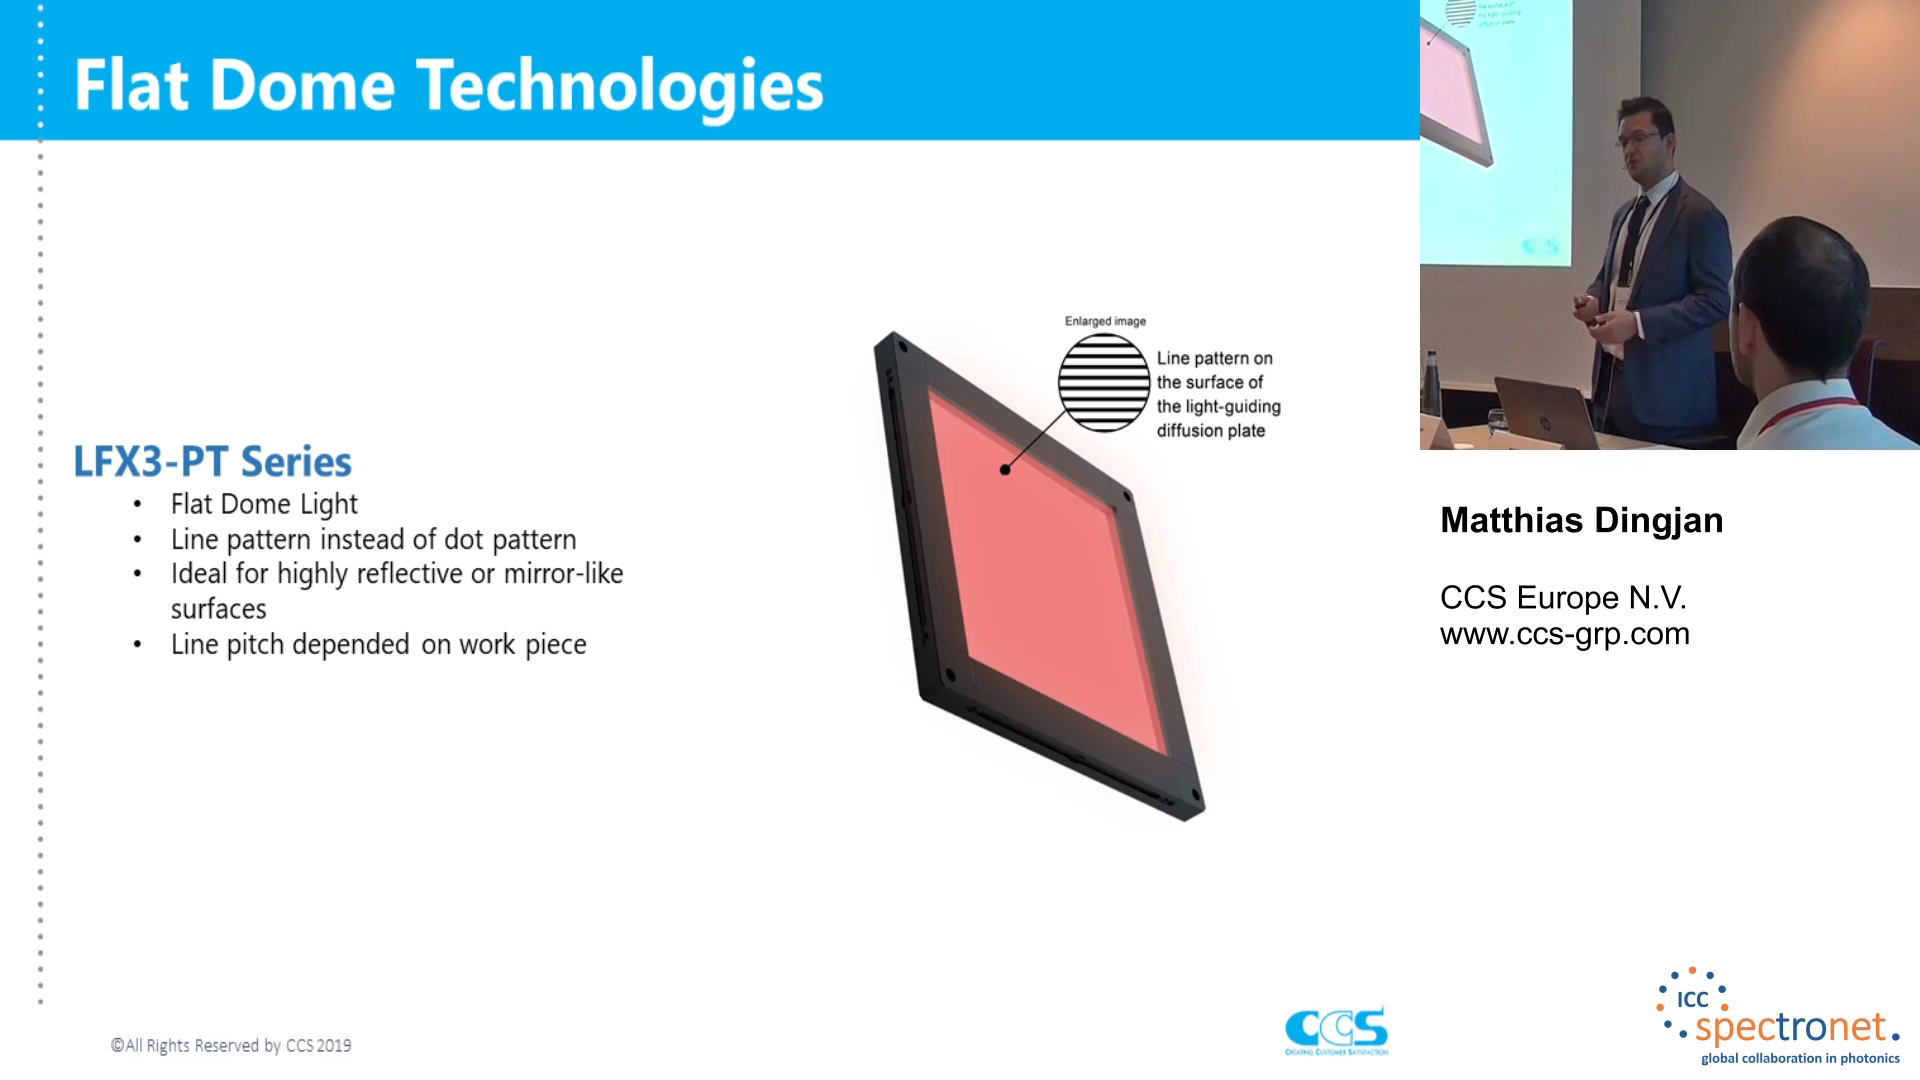 Flat Dome Technologies
LFX3-PT Series
• Flat Dome Light
• Line pattern instead of dot pattern
• Ideal for highly reflective or mirror-like
surfaces
• Line pitch depended on work piece
Enlarged image
Line pattern on
the surface of
the light-guiding
diffusion plate
©All Rights Reserved by CCS 2019
CCS
CREATING CUSTOMER SATISFACTION
Matthias Dingjan
CCS Europe N.V.
www.ccs-grp.com
ICC
spectronet.
global collaboration in photonics